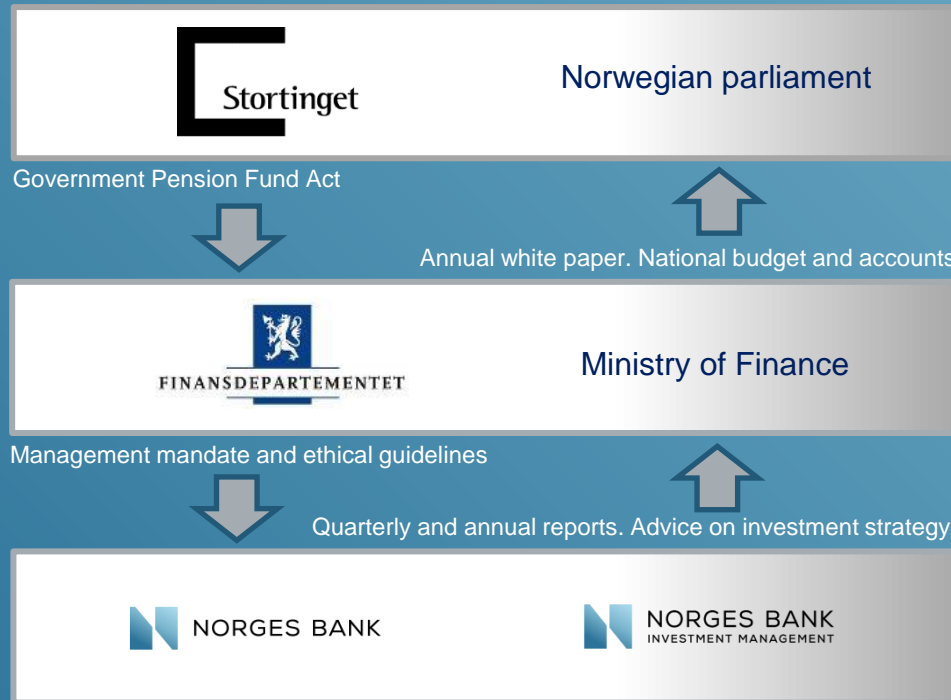 Stortinget
Norwegian parliament
Government Pension Fund Act
Annual white paper. National budget and accounts
FINANSDEPARTEMENTET
Ministry of Finance
Management mandate and ethical guidelines
Quarterly and annual reports. Advice on investment strategy
NORGES BANK
NORGES BANK
INVESTMENT MANAGEMENT